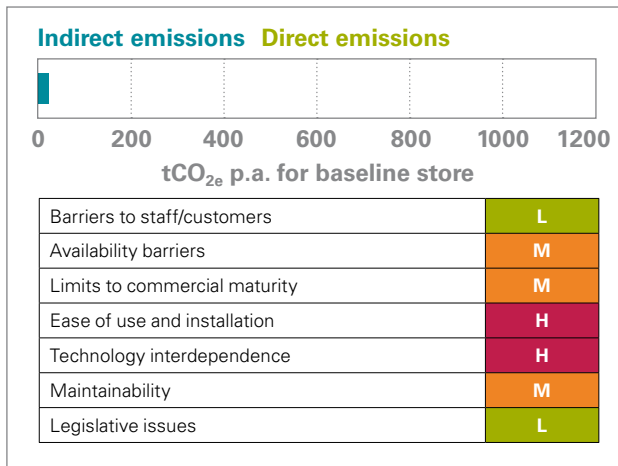 Indirect emissions Direct emissions
0 200 400 600 800 1000 1200
tCO2e p.a. for baseline store
Barriers to staff/customers L
Availability barriers M
Limits to commercial maturity M
Ease of use and installation H
Technology interdependence H
Maintainability M
Legislative issues L